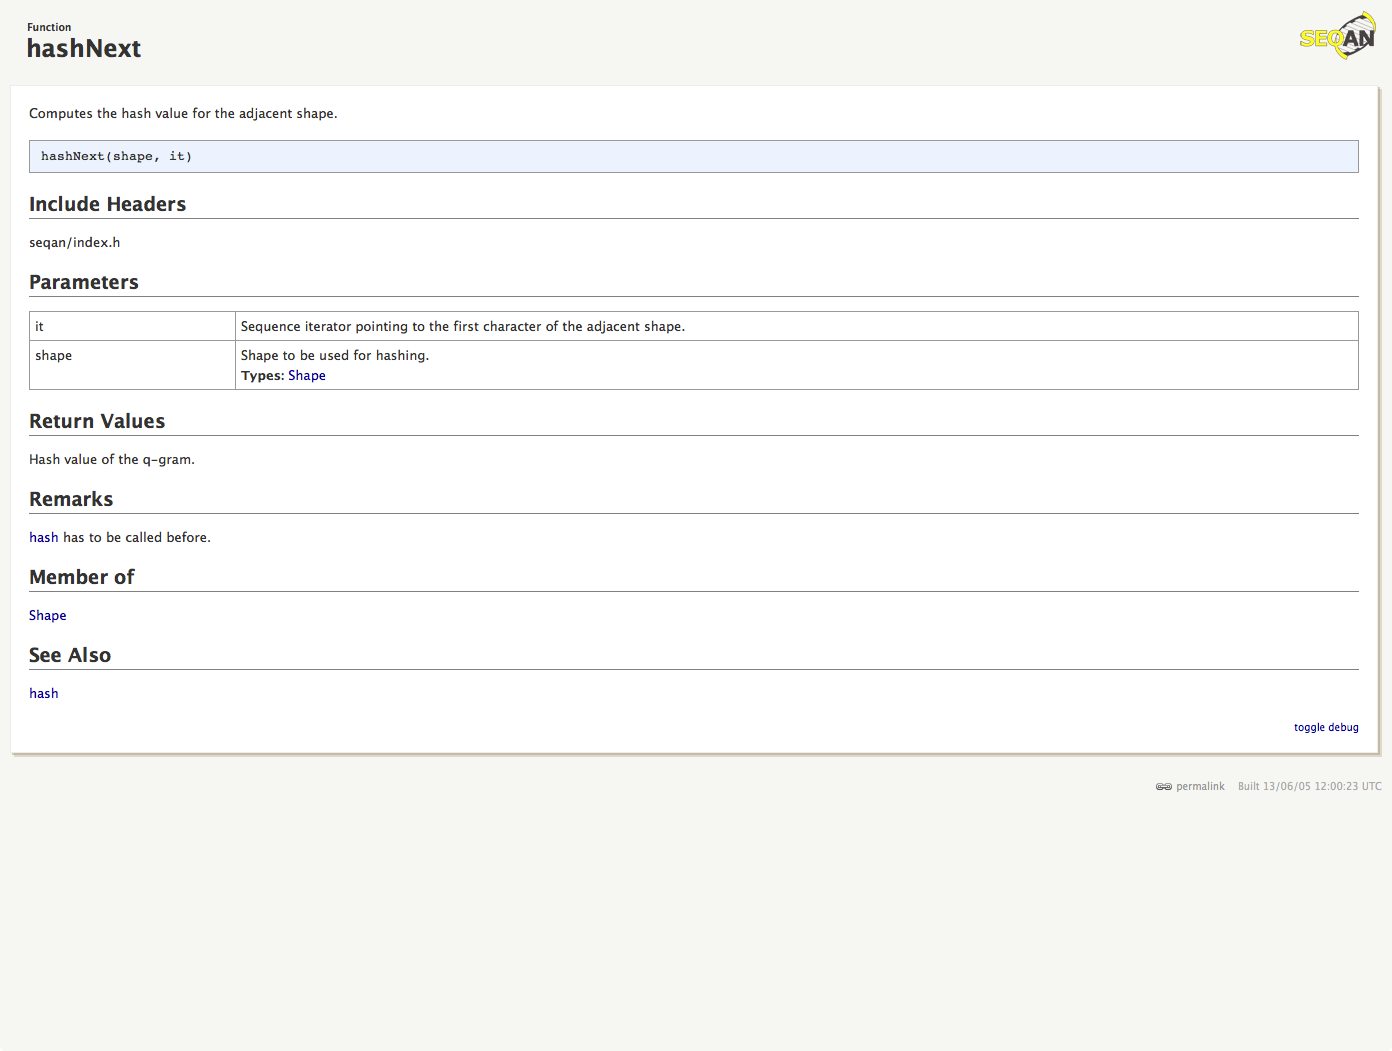 Function
hashNext
SEQAN
Computes the hash value for the adjacent shape.
hashNext(shape, it)
Include Headers
seqan/index.h
Parameters
it Sequence iterator pointing to the first character of the adjacent shape.
shape Shape to be used for hashing.
Types: Shape
Return Values
Hash value of the q-gram.
Remarks
hash has to be called before.
Member of
Shape
See Also
hash
toggle debug
permalink Built 13/06/05 12:00:23 UTC